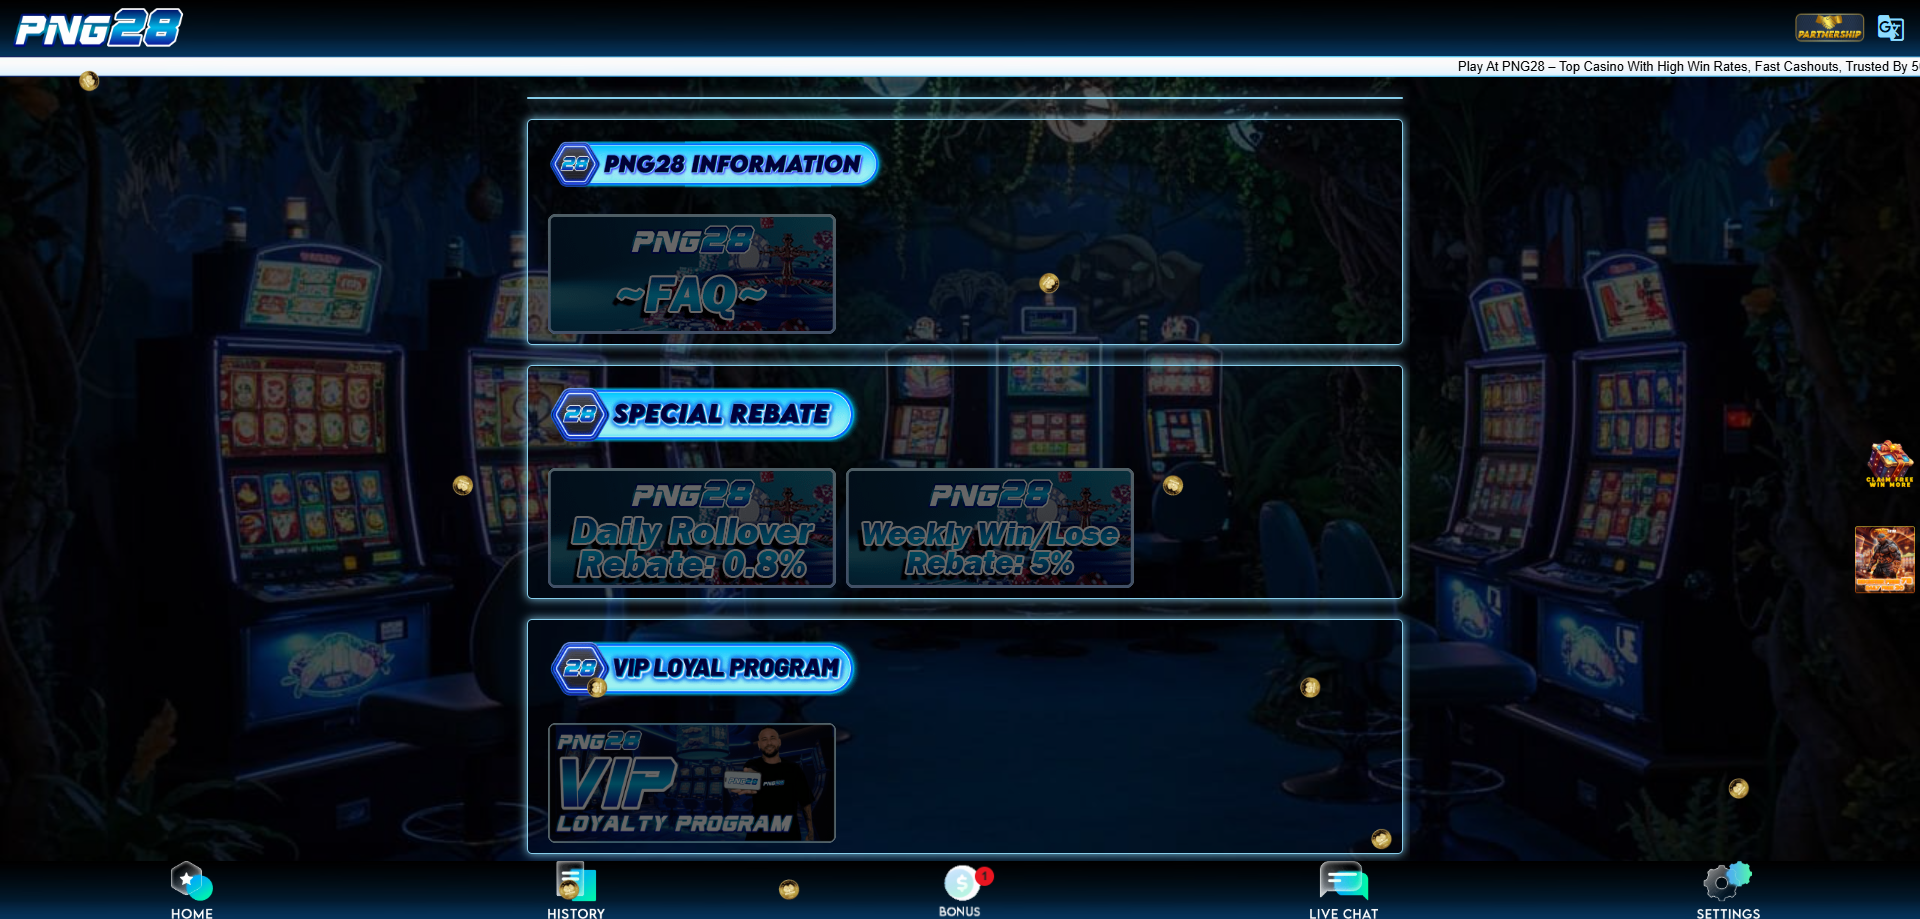 PNG28
PARTNERSHIP
Play At PNG28 – Top Casino With High Win Rates, Fast Cashouts, Trusted By 5
28 PNG28 INFORMATION
PNG28
~FAQ~
28 SPECIAL REBATE
PNG28
Daily Rollover
Rebate: 0.8%
PNG28
Weekly Win/Lose
Rebate: 5%
CLAIM FREE
WIN MORE
28 VIP LOYAL PROGRAM
PNG28
VIP
LOYALTY PROGRAM
HOME
HISTORY
1
BONUS
LIVE CHAT
SETTINGS